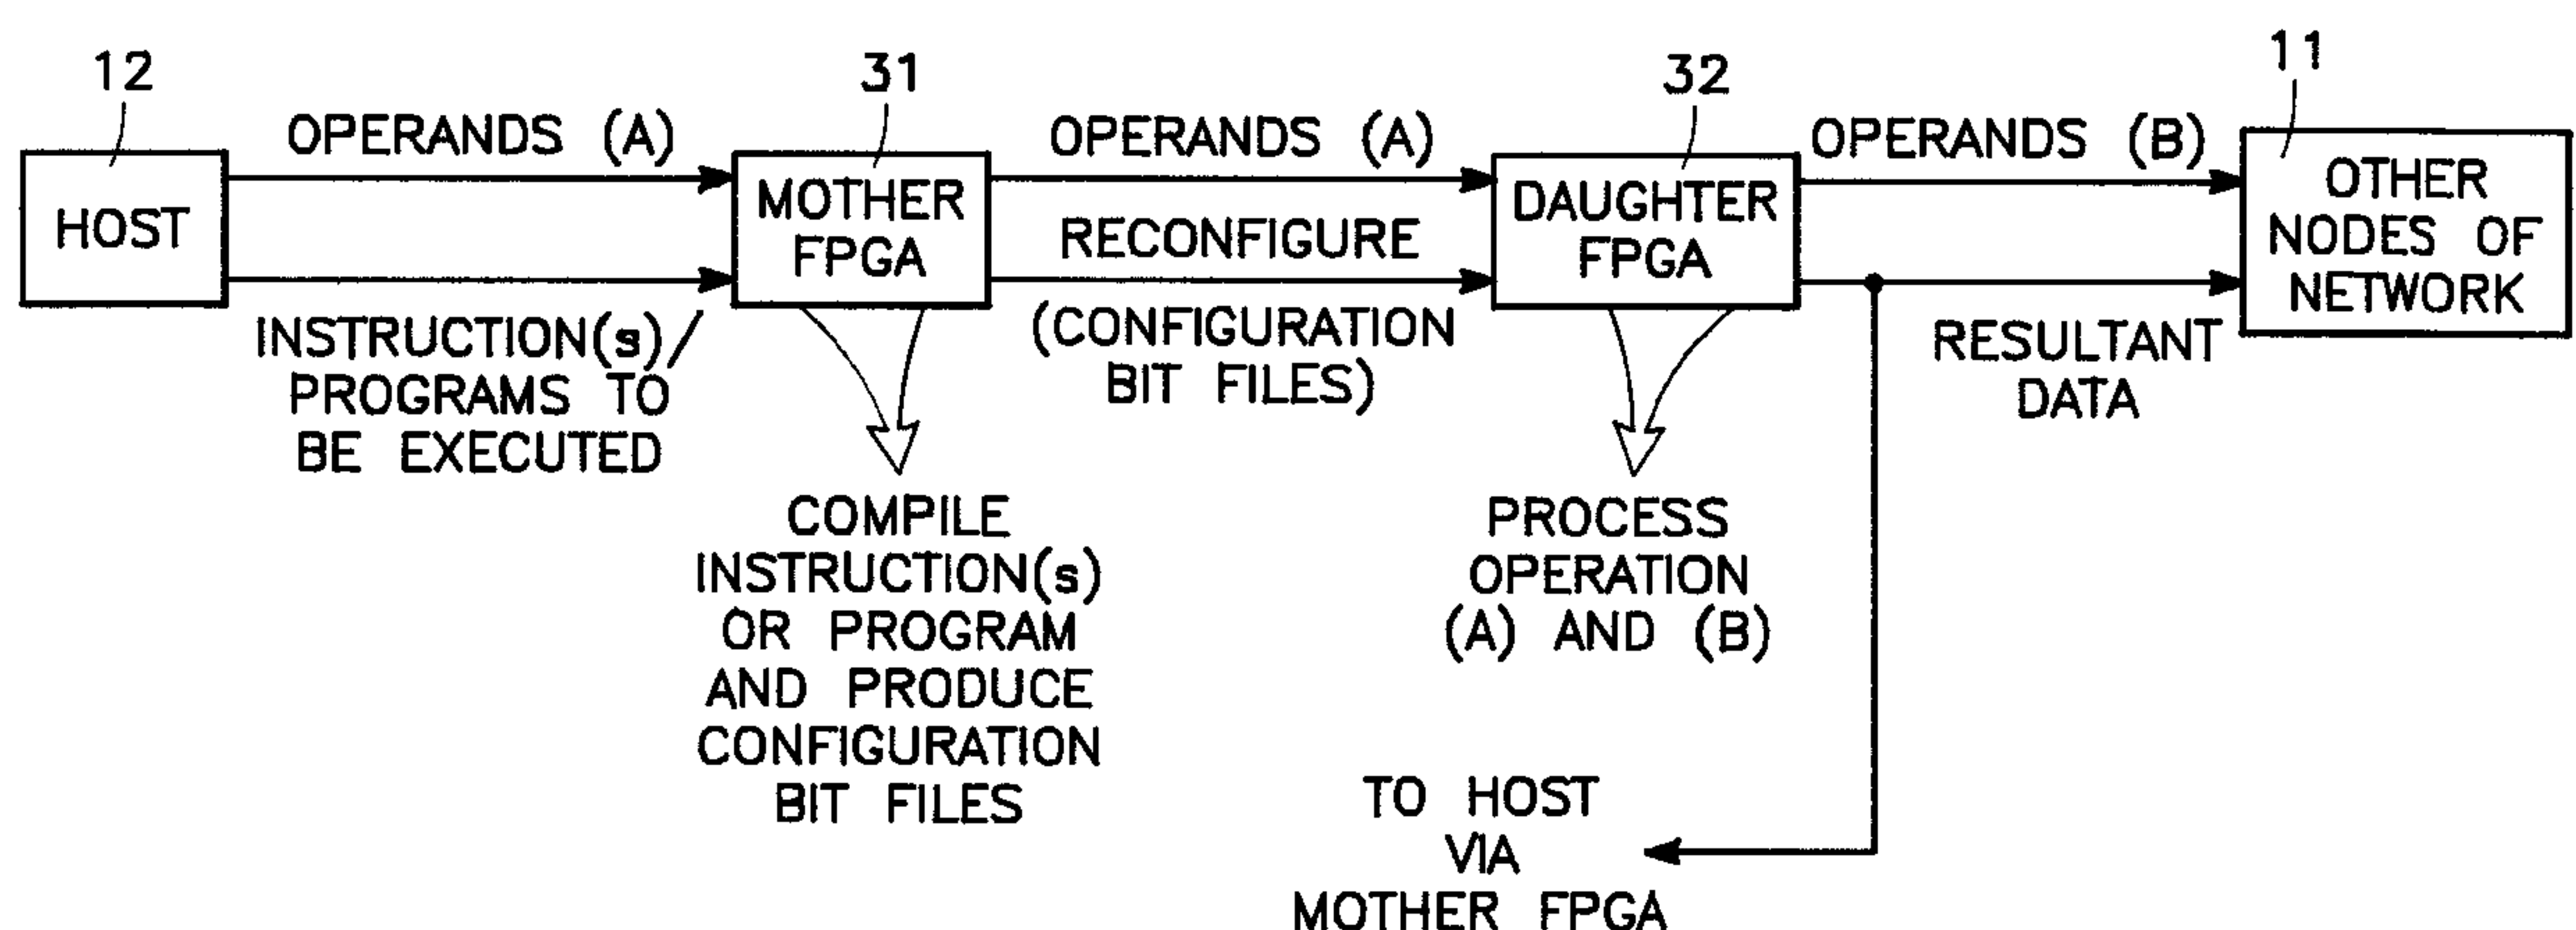 12
31
32
11
OPERANDS (A)
OPERANDS (A)
OPERANDS (B)
HOST
MOTHER
FPGA
RECONFIGURE
DAUGHTER
FPGA
OTHER
NODES OF
NETWORK
INSTRUCTION(s)/
PROGRAMS TO
BE EXECUTED
(CONFIGURATION
BIT FILES)
RESULTANT
DATA
COMPILE
INSTRUCTION(s)
OR PROGRAM
AND PRODUCE
CONFIGURATION
BIT FILES
PROCESS
OPERATION
(A) AND (B)
TO HOST
VIA
MOTHER FPGA